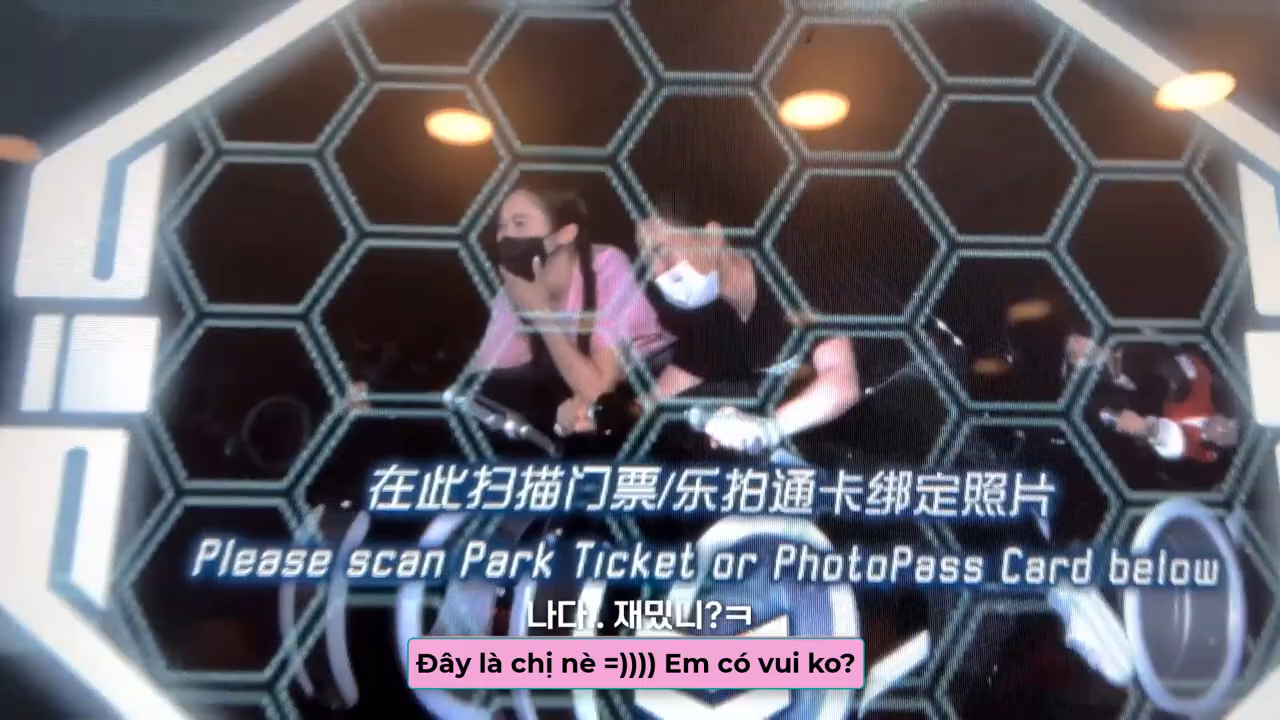 在此扫描门票/乐拍通卡绑定照片
Please scan Park Ticket or PhotoPass Card below
나다.. 재밌니?ㅋ
Đây là chị nè =)))) Em có vui ko?